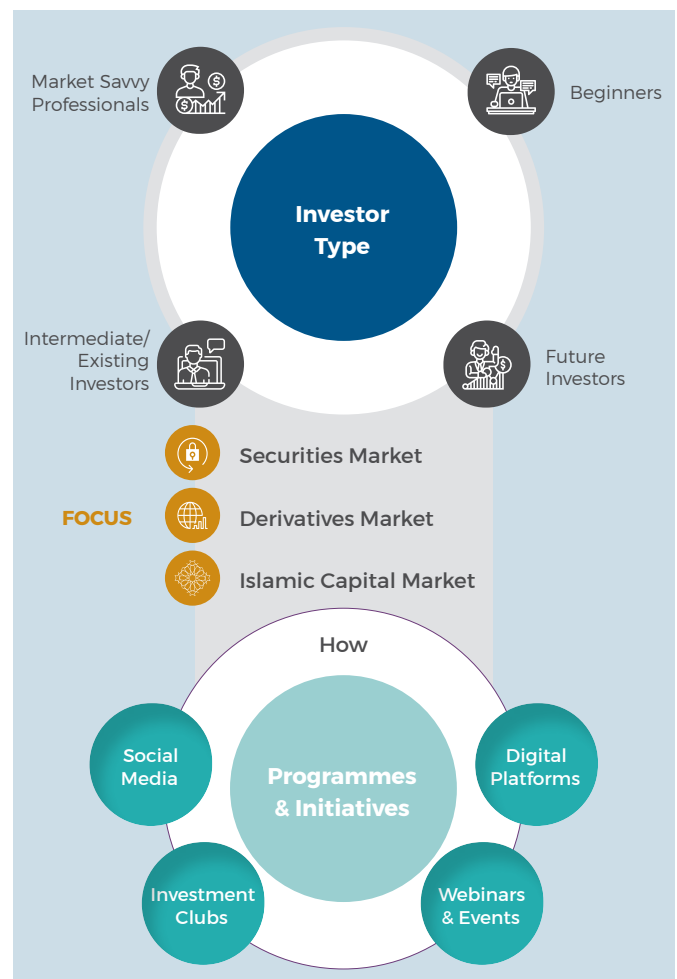 Market Savvy
Professionals
Beginners
Investor
Type
Intermediate/
Existing
Investors
Future
Investors
FOCUS
Securities Market
Derivatives Market
Islamic Capital Market
How
Social
Media
Digital
Platforms
Programmes
& Initiatives
Investment
Clubs
Webinars
& Events